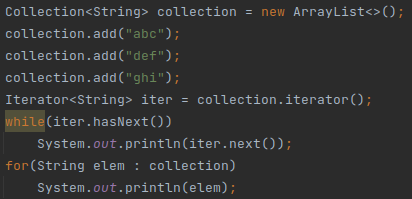 Collection<String> collection = new ArrayList<>();
collection.add("abc");
collection.add("def");
collection.add("ghi");
Iterator<String> iter = collection.iterator();
while(iter.hasNext())
    System.out.println(iter.next());
for(String elem : collection)
    System.out.println(elem);